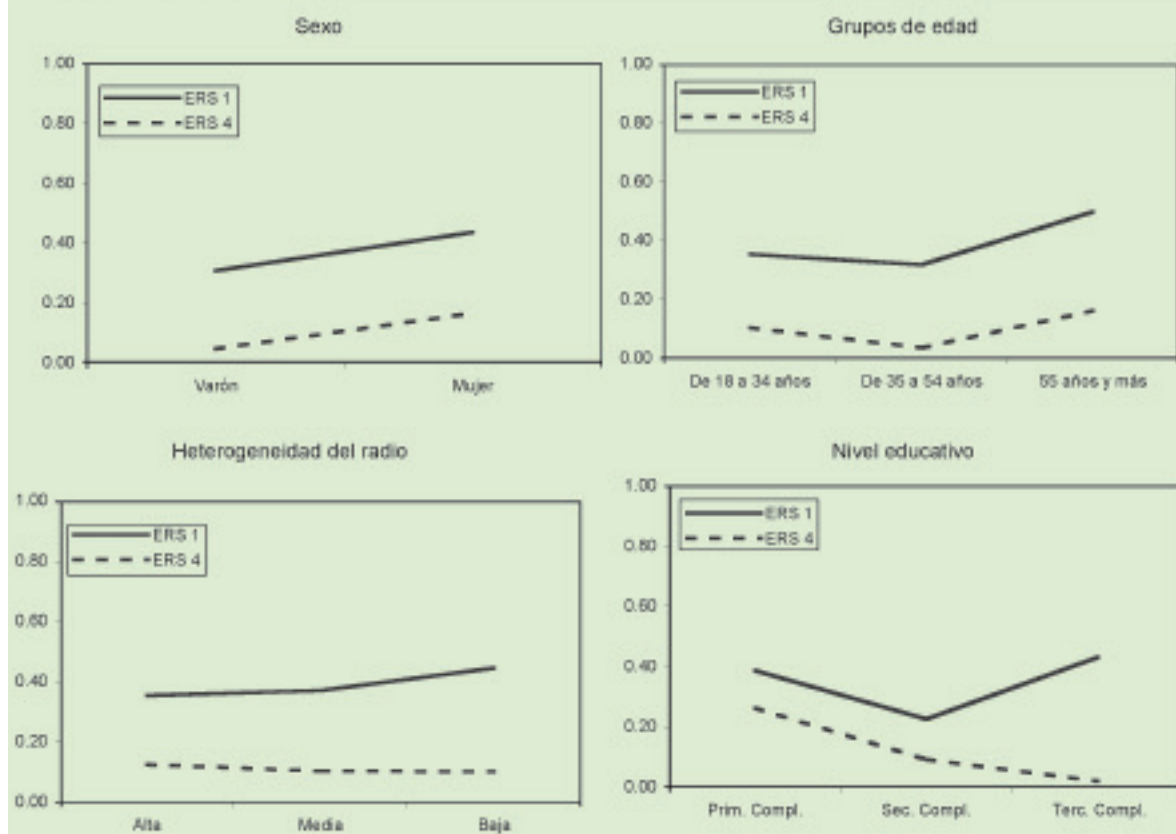 Sexo
1.00
0.80
0.60
0.40
0.20
0.00
ERS 1
ERS 4
Varón Mujer
Grupos de edad
1.00
0.80
0.60
0.40
0.20
0.00
ERS 1
ERS 4
De 18 a 34 años De 35 a 54 años 55 años y más
Heterogeneidad del radio
1.00
0.80
0.60
0.40
0.20
0.00
ERS 1
ERS 4
Alta Media Baja
Nivel educativo
1.00
0.80
0.60
0.40
0.20
0.00
ERS 1
ERS 4
Prim. Compl. Sec. Compl. Terc. Compl.